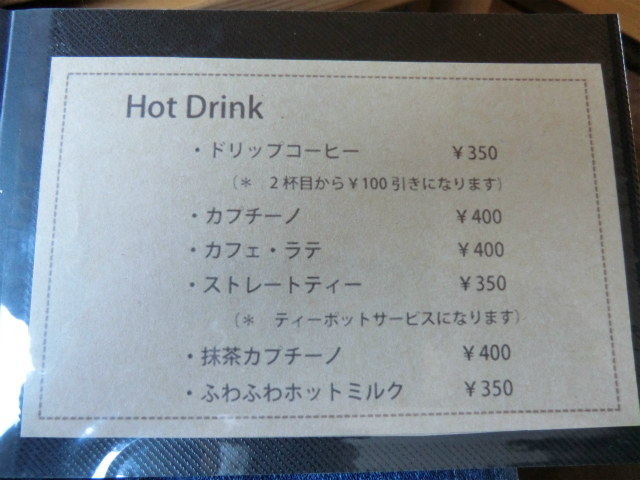 Hot Drink
・ドリップコーヒー ￥350
（＊ 2杯目から￥100引きになります）
・カプチーノ ￥400
・カフェ・ラテ ￥400
・ストレートティー ￥350
（＊ ティーポットサービスになります）
・抹茶カプチーノ ￥400
・ふわふわホットミルク ￥350